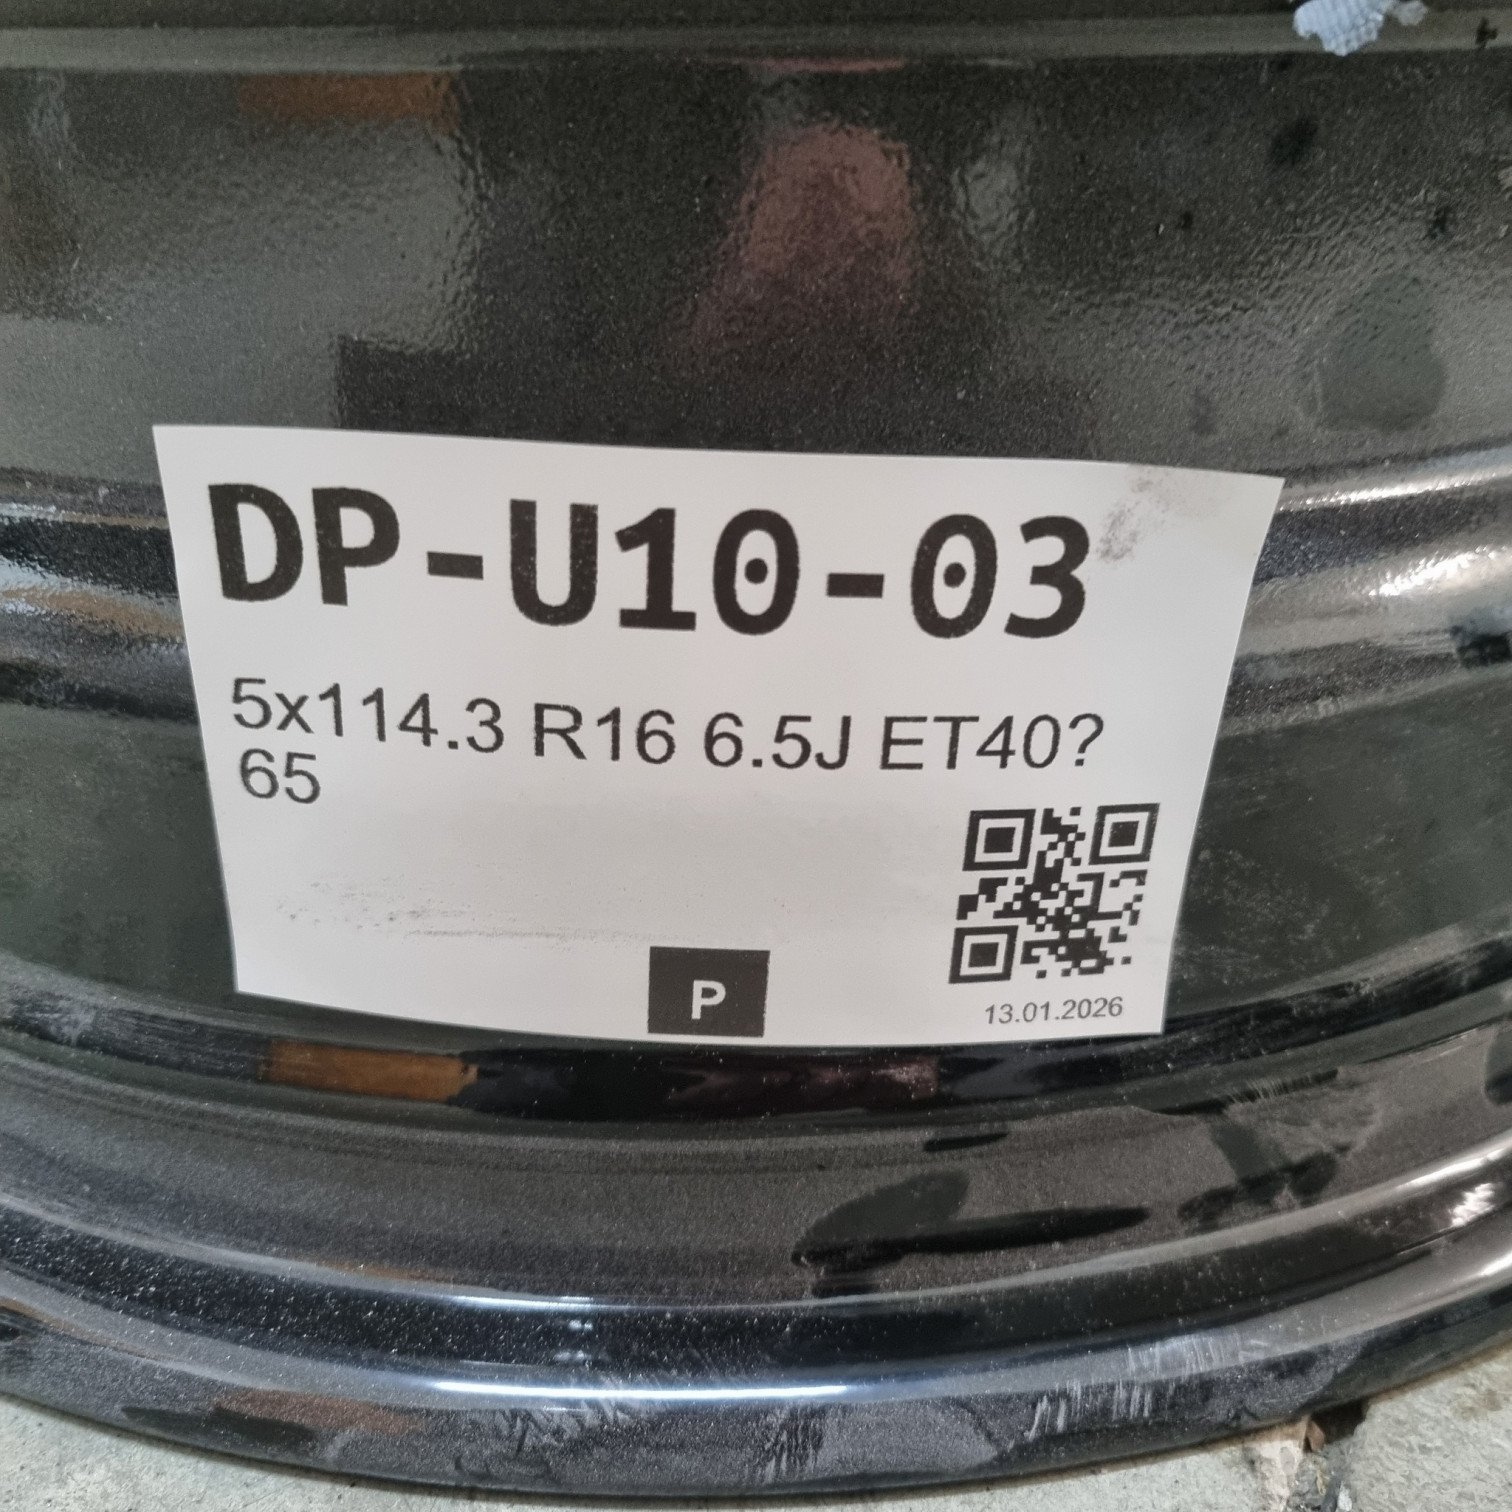 DP-U10-03
5x114.3 R16 6.5J ET40?
65
P
13.01.2026